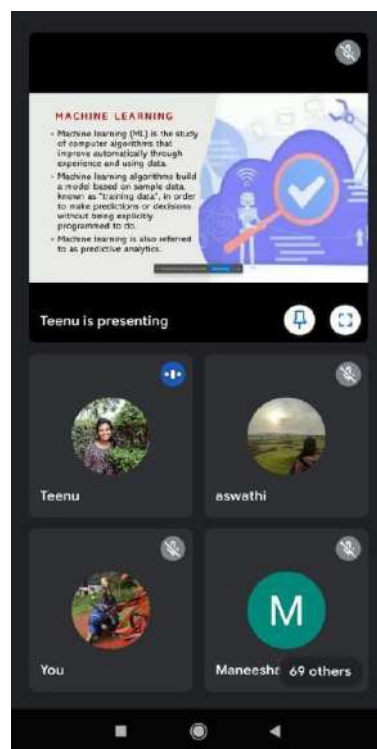 MACHINE LEARNING
• Machine learning (ML) is the study
of computer algorithms that
improve automatically through
experience and using data.
• Machine learning algorithms build
a model based on sample data,
known as "training data", in order
to make predictions or decisions
without being explicitly
programmed to do.
• Machine learning is also referred
to as predictive analytics.
Teenu is presenting
Teenu
aswathi
You
M
Maneesha
69 others